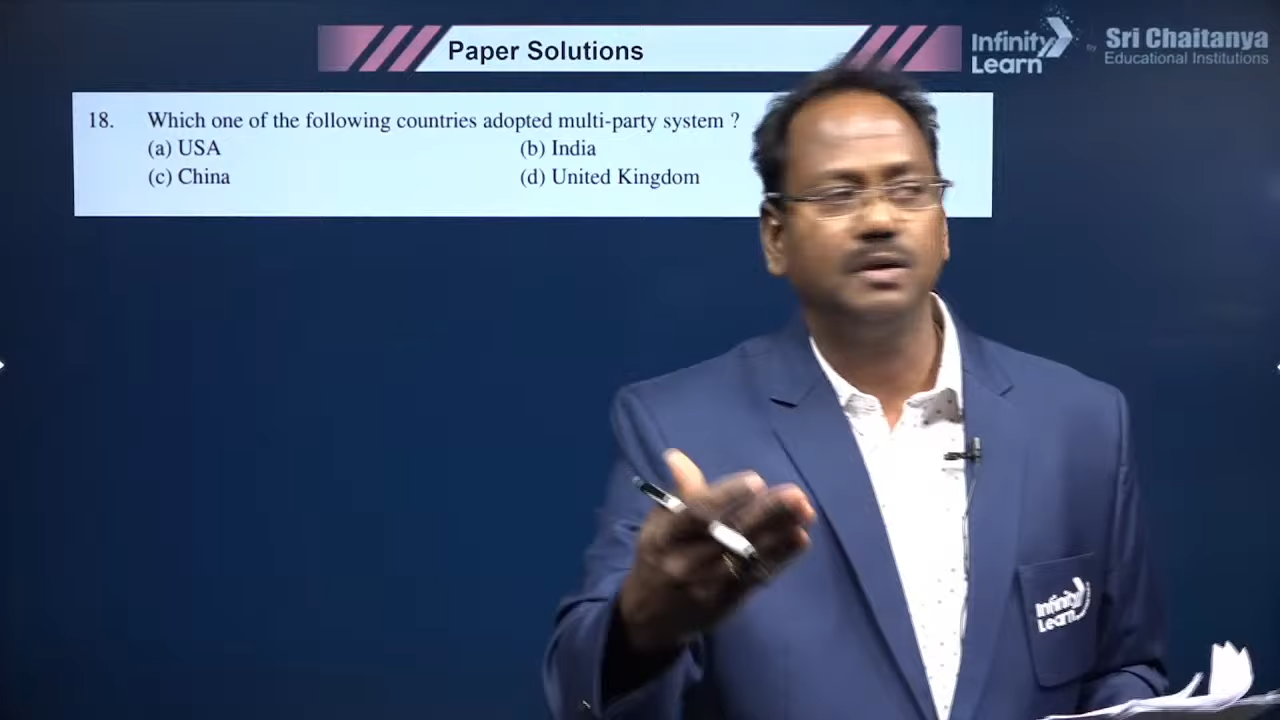 Paper Solutions
Infinity Learn by Sri Chaitanya Educational Institutions
18. Which one of the following countries adopted multi-party system ?
(a) USA (b) India
(c) China (d) United Kingdom
Infinity
Learn